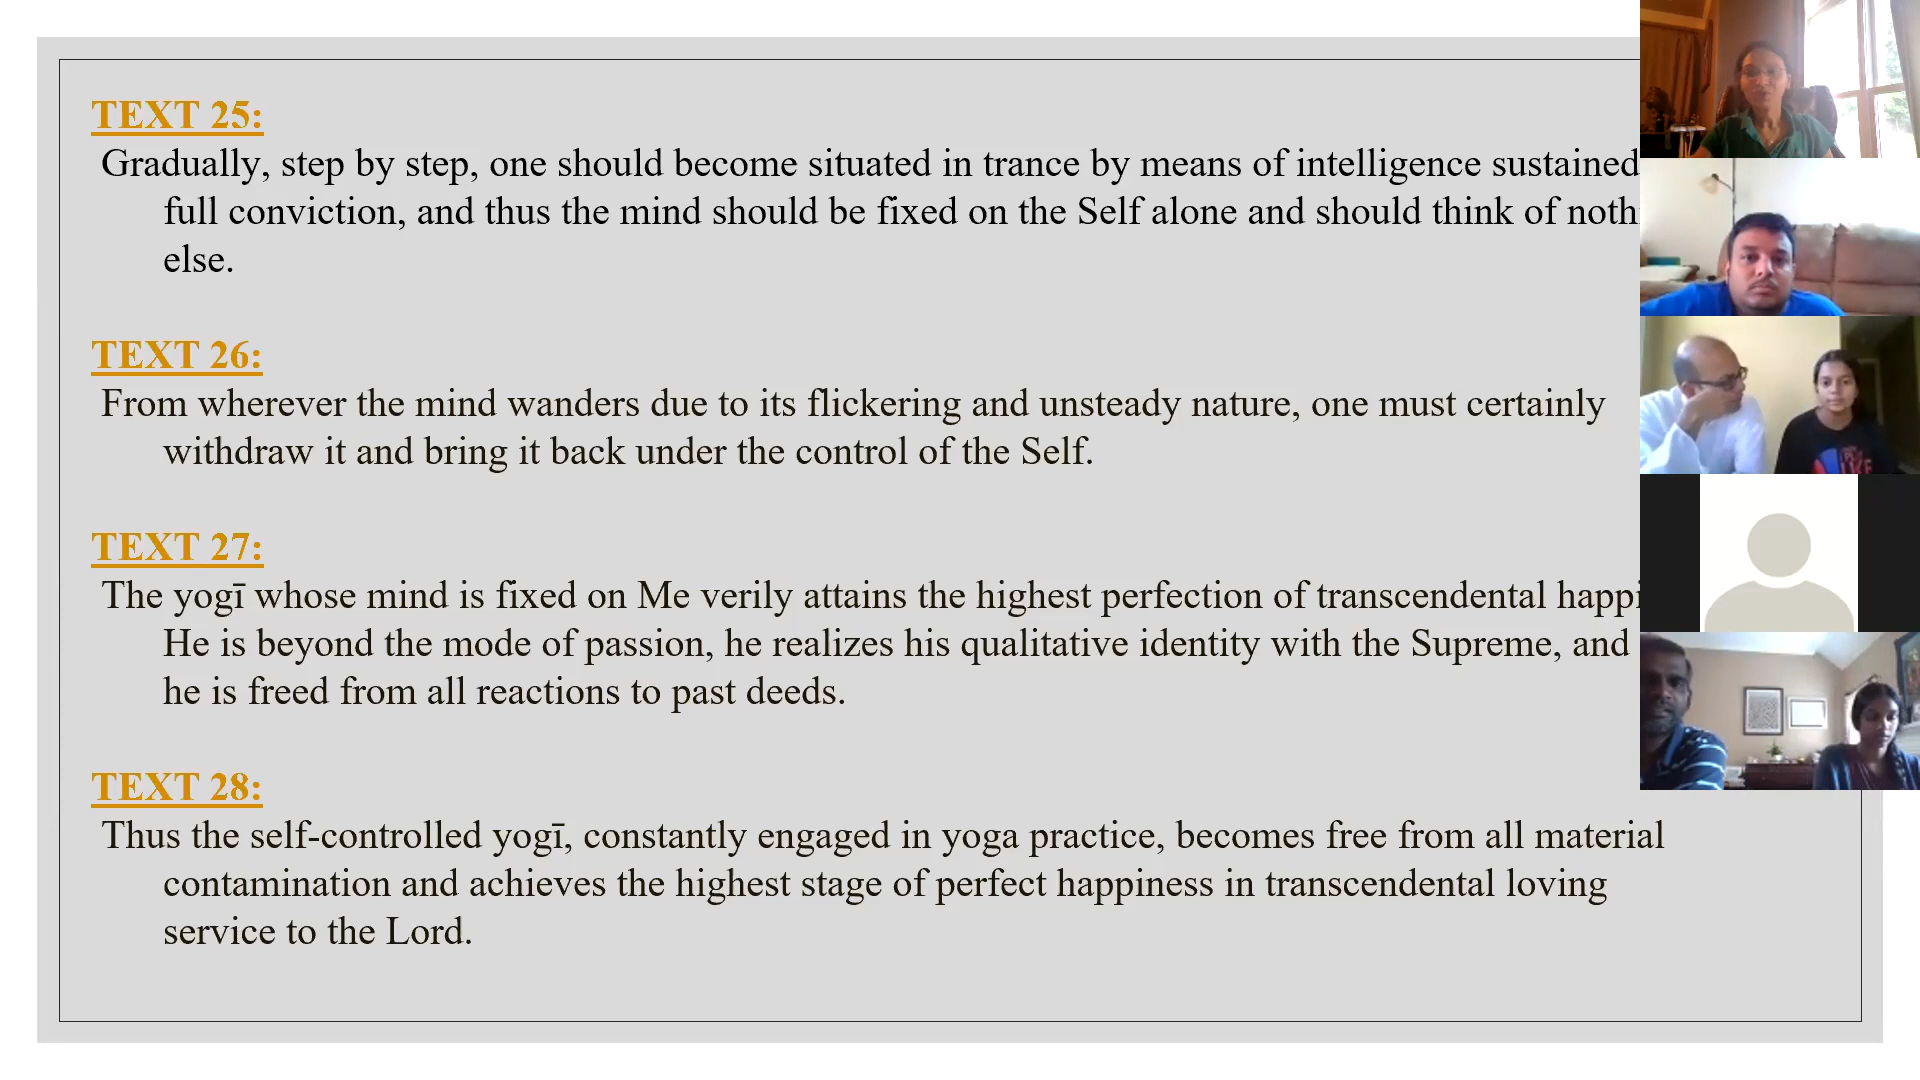 TEXT 25:
Gradually, step by step, one should become situated in trance by means of intelligence sustained
full conviction, and thus the mind should be fixed on the Self alone and should think of
else.
TEXT 26:
From wherever the mind wanders due to its flickering and unsteady nature, one must certainly
withdraw it and bring it back under the control of the Self.
TEXT 27:
The yogī whose mind is fixed on Me verily attains the highest perfection of transcendental
He is beyond the mode of passion, he realizes his qualitative identity with the Supreme, and
he is freed from all reactions to past deeds.
TEXT 28:
Thus the self-controlled yogī, constantly engaged in yoga practice, becomes free from all material
contamination and achieves the highest stage of perfect happiness in transcendental loving
service to the Lord.